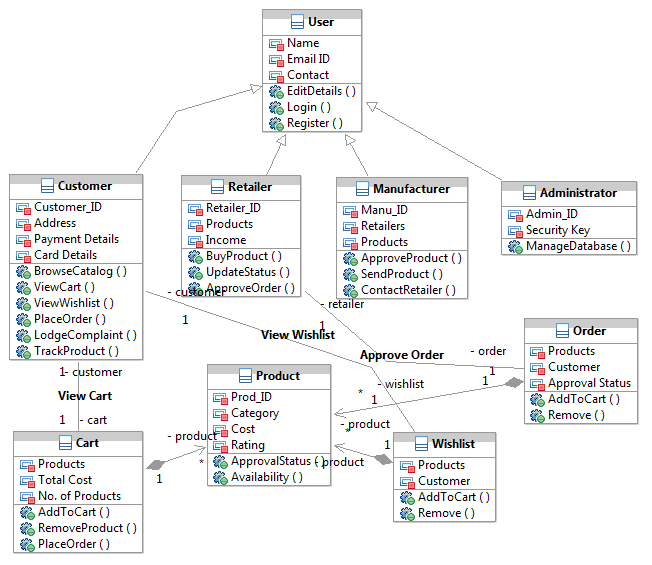 User
Name
Email ID
Contact
EditDetails ( )
Login ( )
Register ( )
Customer
Customer_ID
Address
Payment Details
Card Details
BrowseCatalog ( )
ViewCart ( )
ViewWishlist ( )
PlaceOrder ( )
LodgeComplaint ( )
TrackProduct ( )
Retailer
Retailer_ID
Products
Income
BuyProduct ( )
UpdateStatus ( )
ApproveOrder ( )
Manufacturer
Manu_ID
Retailers
Products
ApproveProduct ( )
SendProduct ( )
ContactRetailer ( )
Administrator
Admin_ID
Security Key
ManageDatabase ( )
- customer
1
View Wishlist
- retailer
1
Approve Order
- order
1
Order
Products
Customer
Approval Status
AddToCart ( )
Remove ( )
1
- customer
View Cart
1
- cart
Product
Prod_ID
Category
Cost
Rating
ApprovalStatus ( )
Availability ( )
- wishlist
1
1
*
- product
Cart
Products
Total Cost
No. of Products
AddToCart ( )
RemoveProduct ( )
PlaceOrder ( )
- product
*
1
*
- product
1
Wishlist
Products
Customer
AddToCart ( )
Remove ( )